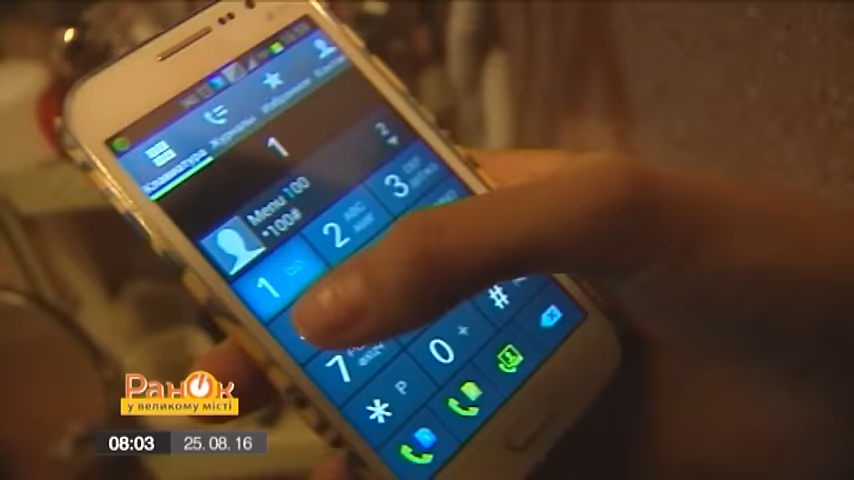 Клавиатура Журналы Избранное
1
2
Menu 100
*100#
1
2 ABC
3 DEF
7
* P
0 +
#
РанОк
у великому місті
08:03 25.08.16